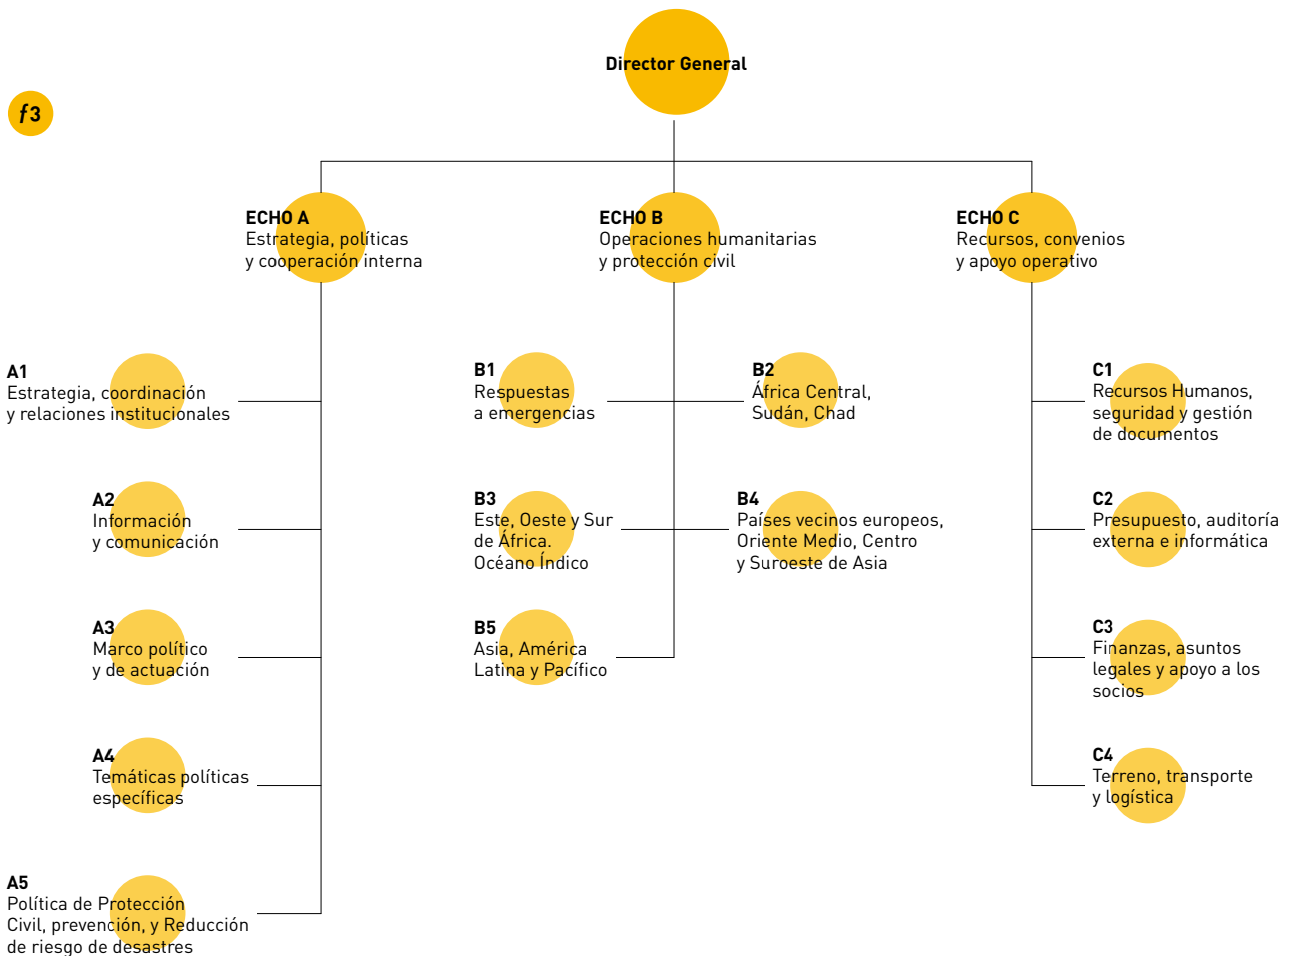 Director General
ƒ3
ECHO A
Estrategia, políticas
y cooperación interna
ECHO B
Operaciones humanitarias
y protección civil
ECHO C
Recursos, convenios
y apoyo operativo
A1
Estrategia, coordinación
y relaciones institucionales
A2
Información
y comunicación
A3
Marco político
y de actuación
A4
Temáticas políticas
específicas
A5
Política de Protección
Civil, prevención, y Reducción
de riesgo de desastres
B1
Respuestas
a emergencias
B2
África Central,
Sudán, Chad
B3
Este, Oeste y Sur
de África.
Océano Índico
B4
Países vecinos europeos,
Oriente Medio, Centro
y Suroeste de Asia
B5
Asia, América
Latina y Pacífico
C1
Recursos Humanos,
seguridad y gestión
de documentos
C2
Presupuesto, auditoría
externa e informática
C3
Finanzas, asuntos
legales y apoyo a los
socios
C4
Terreno, transporte
y logística